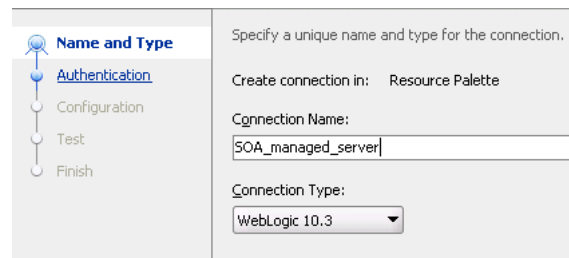 Name and Type
Authentication
Configuration
Test
Finish
Specify a unique name and type for the connection.
Create connection in: Resource Palette
Connection Name:
SOA_managed_server
Connection Type:
WebLogic 10.3